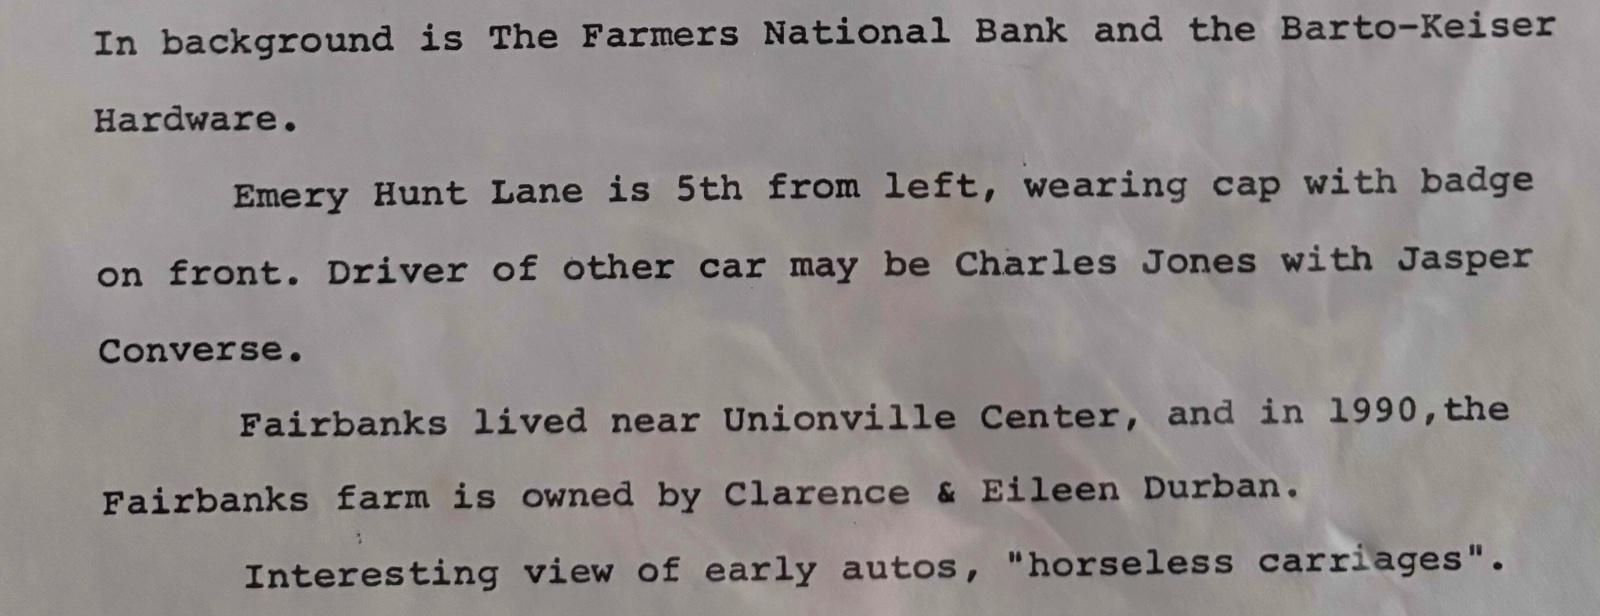 In background is The Farmers National Bank and the Barto-Keiser
Hardware.
Emery Hunt Lane is 5th from left, wearing cap with badge
on front. Driver of other car may be Charles Jones with Jasper
Converse.
Fairbanks lived near Unionville Center, and in 1990,the
Fairbanks farm is owned by Clarence & Eileen Durban.
Interesting view of early autos, "horseless carriages".